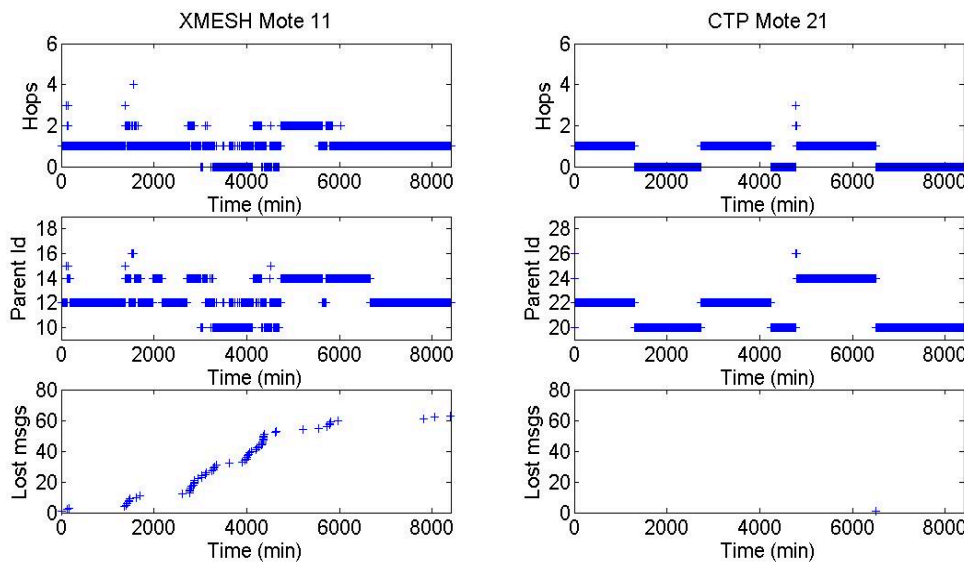 XMESH Mote 11
6
4
2
0
Hops
0 2000 4000 6000 8000
Time (min)
18
16
14
12
10
Parent Id
0 2000 4000 6000 8000
Time (min)
80
60
40
20
0
Lost msgs
0 2000 4000 6000 8000
Time (min)
CTP Mote 21
6
4
2
0
Hops
0 2000 4000 6000 8000
Time (min)
28
26
24
22
20
Parent Id
0 2000 4000 6000 8000
Time (min)
80
60
40
20
0
Lost msgs
0 2000 4000 6000 8000
Time (min)